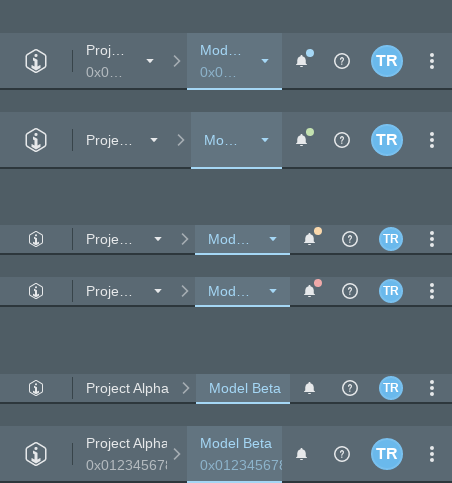 Proj… Mod… TR
0x0… 0x0…
Proje… Mo… TR
Proje… Mod… TR
Proje… Mod… TR
Project Alpha Model Beta TR
Project Alpha Model Beta TR
0x012345678 0x012345678